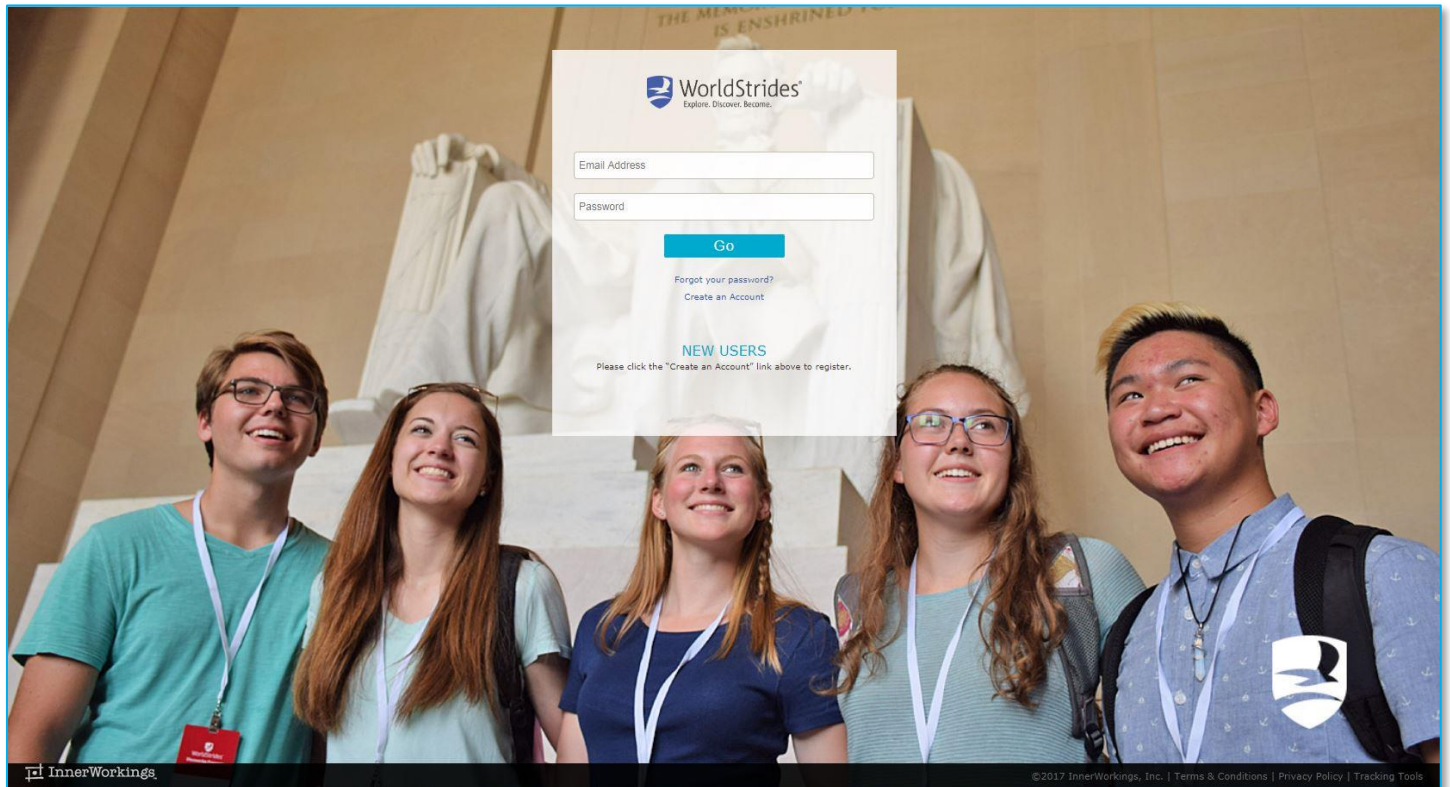 THE MEMO
IS ENSHRINED
WorldStrides®
Explore. Discover. Become.
Email Address
Password
Go
Forgot your password?
Create an Account
NEW USERS
Please click the "Create an Account" link above to register.
WorldStrides
InnerWorkings
©2017 InnerWorkings, Inc. | Terms & Conditions | Privacy Policy | Tracking Tools